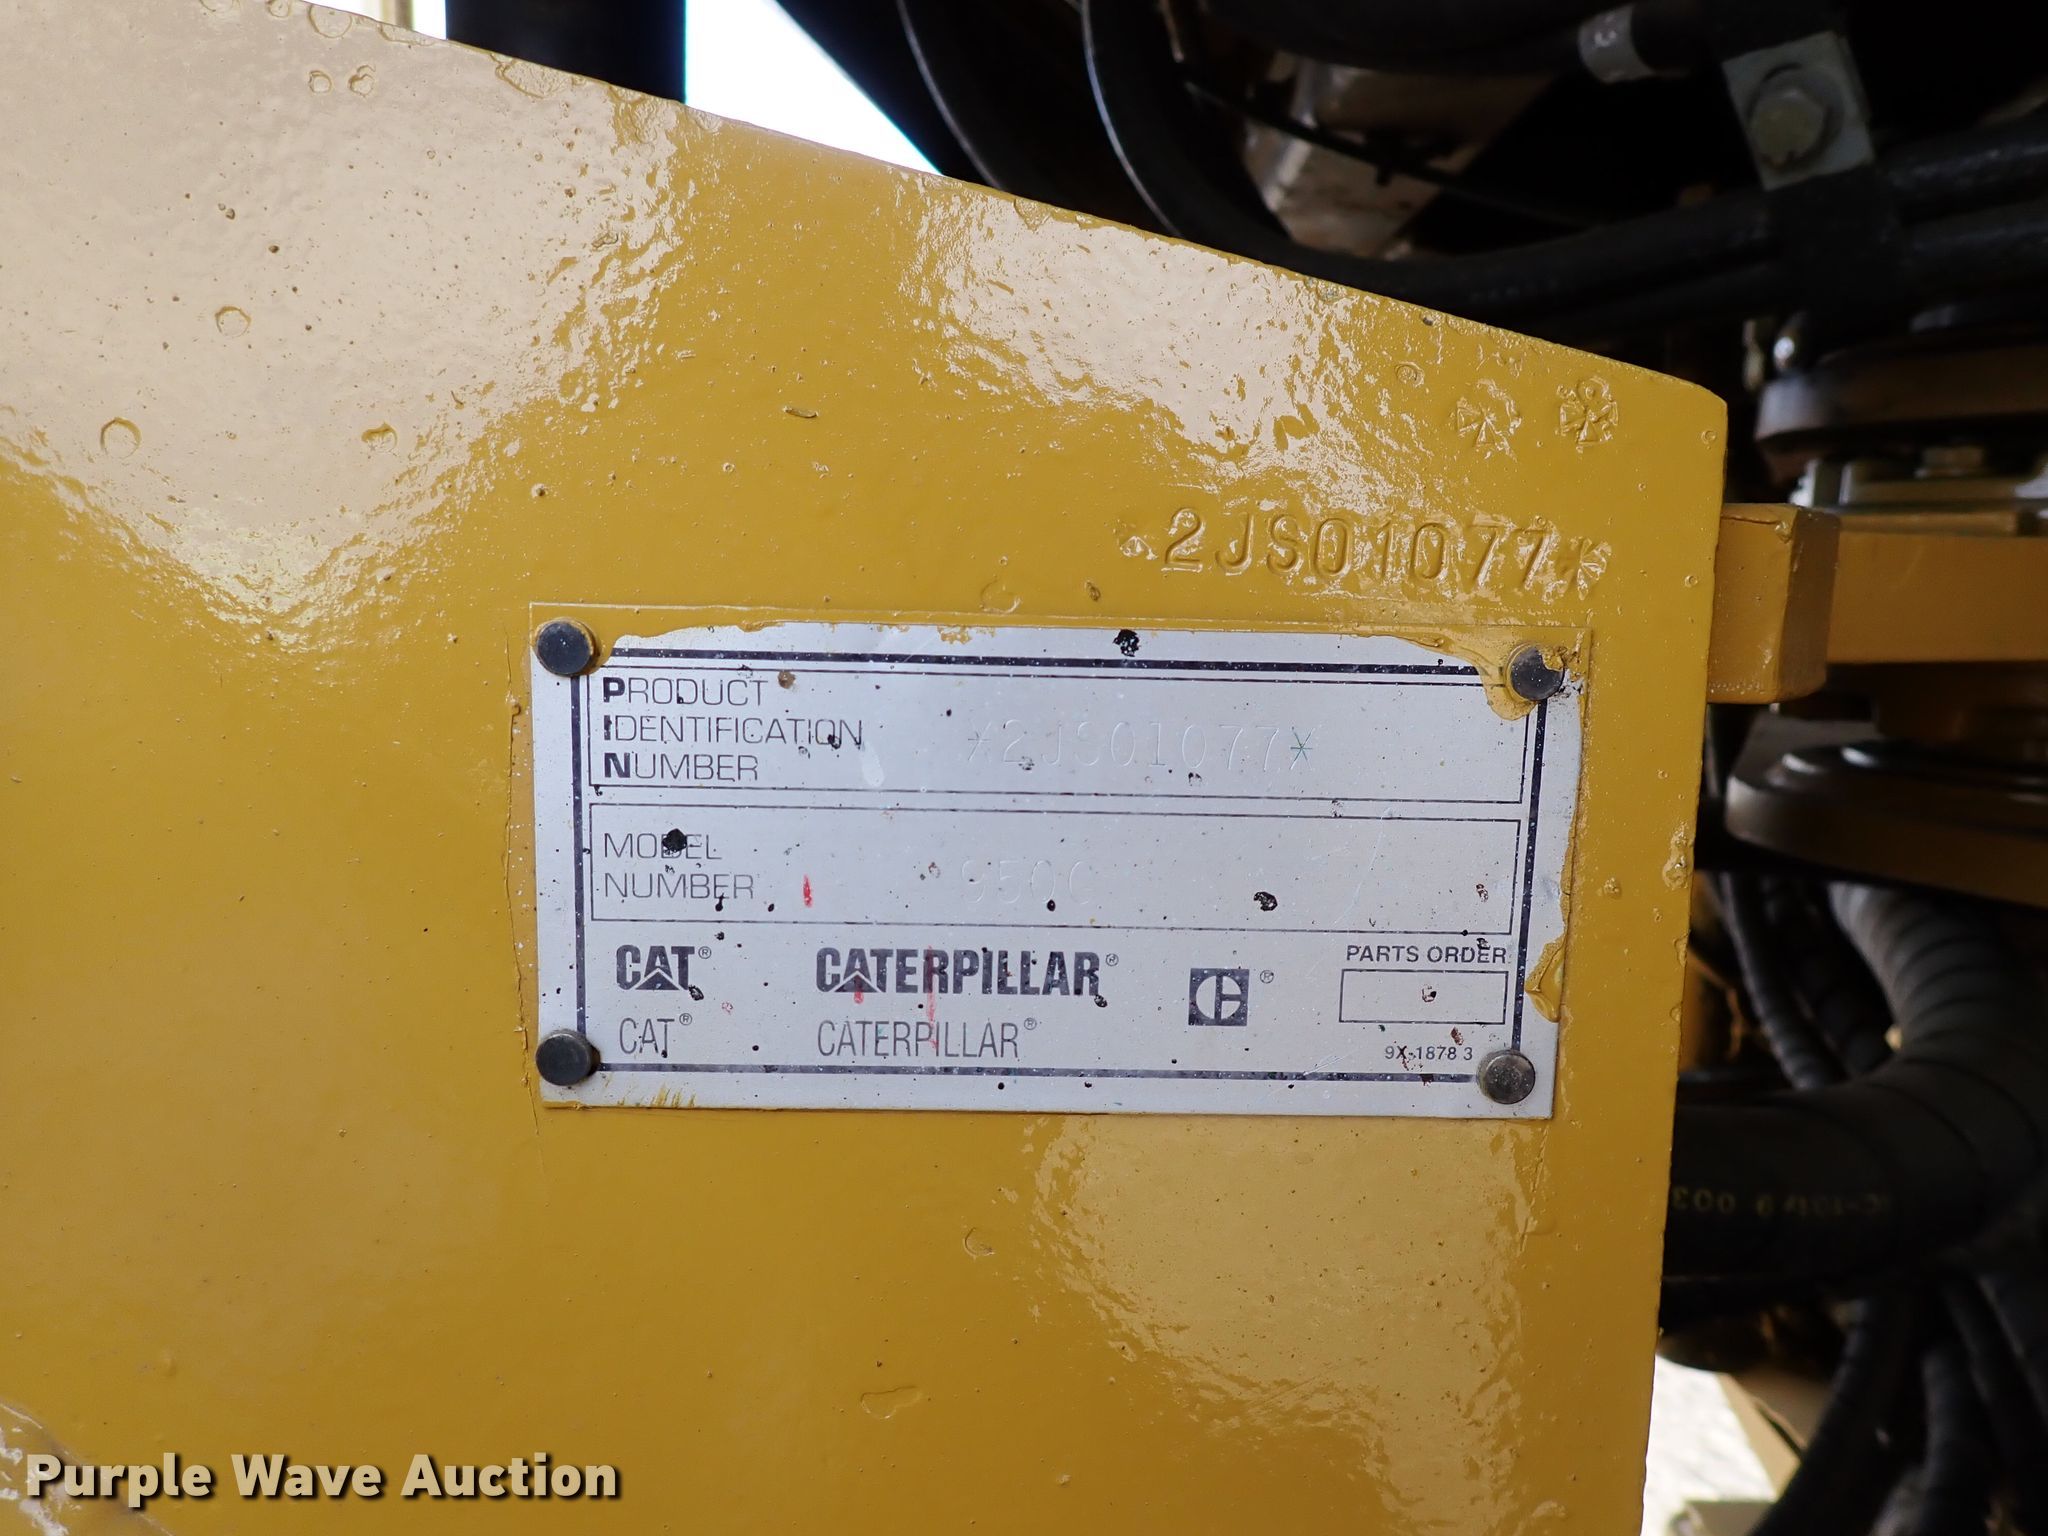 *2JS01077*
PRODUCT
IDENTIFICATION
NUMBER
*2JS01077*
MODEL
NUMBER
950G
CAT® CATERPILLAR® ®
PARTS ORDER
CAT® CATERPILLAR®
9X-1878 3
Purple Wave Auction